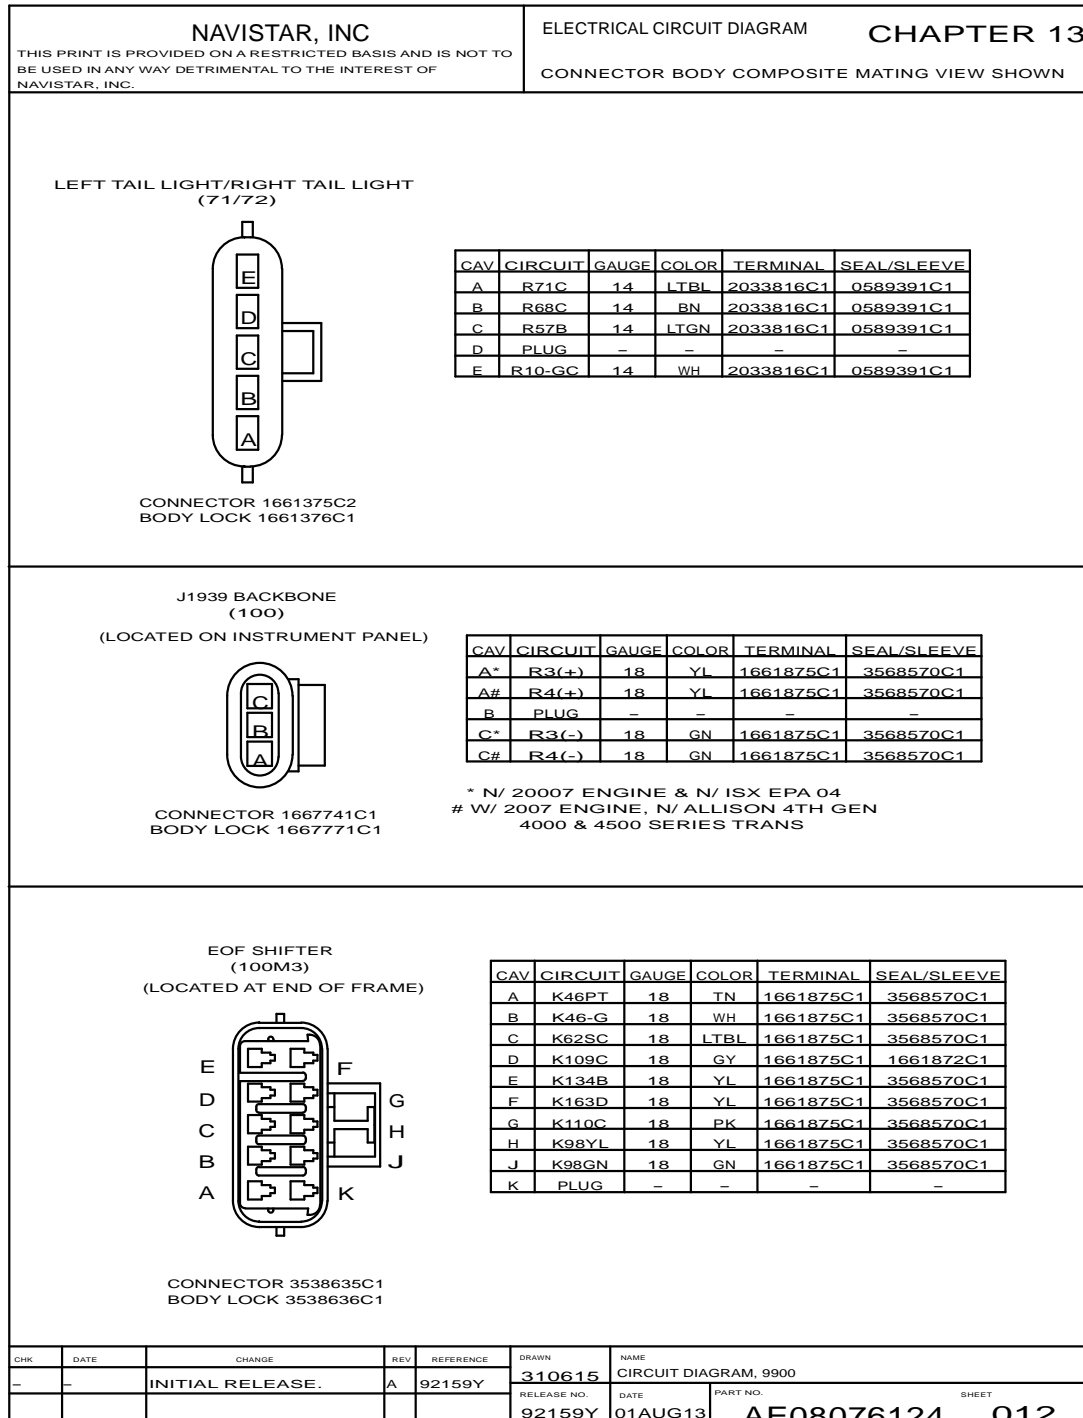 NAVISTAR, INC
THIS PRINT IS PROVIDED ON A RESTRICTED BASIS AND IS NOT TO
BE USED IN ANY WAY DETRIMENTAL TO THE INTEREST OF
NAVISTAR, INC.
ELECTRICAL CIRCUIT DIAGRAM CHAPTER 13
CONNECTOR BODY COMPOSITE MATING VIEW SHOWN
LEFT TAIL LIGHT/RIGHT TAIL LIGHT
(71/72)
E
D
C
B
A
CONNECTOR 1661375C2
BODY LOCK 1661376C1
CAV CIRCUIT GAUGE COLOR TERMINAL SEAL/SLEEVE
A R71C 14 LTBL 2033816C1 0589391C1
B R68C 14 BN 2033816C1 0589391C1
C R57B 14 LTGN 2033816C1 0589391C1
D PLUG – – – –
E R10-GC 14 WH 2033816C1 0589391C1
J1939 BACKBONE
(100)
(LOCATED ON INSTRUMENT PANEL)
C
B
A
CONNECTOR 1667741C1
BODY LOCK 1667771C1
CAV CIRCUIT GAUGE COLOR TERMINAL SEAL/SLEEVE
A* R3(+) 18 YL 1661875C1 3568570C1
A# R4(+) 18 YL 1661875C1 3568570C1
B PLUG – – – –
C* R3(-) 18 GN 1661875C1 3568570C1
C# R4(-) 18 GN 1661875C1 3568570C1
* N/ 20007 ENGINE & N/ ISX EPA 04
# W/ 2007 ENGINE, N/ ALLISON 4TH GEN
4000 & 4500 SERIES TRANS
EOF SHIFTER
(100M3)
(LOCATED AT END OF FRAME)
E F
D G
C H
B J
A K
CONNECTOR 3538635C1
BODY LOCK 3538636C1
CAV CIRCUIT GAUGE COLOR TERMINAL SEAL/SLEEVE
A K46PT 18 TN 1661875C1 3568570C1
B K46-G 18 WH 1661875C1 3568570C1
C K62SC 18 LTBL 1661875C1 3568570C1
D K109C 18 GY 1661875C1 1661872C1
E K134B 18 YL 1661875C1 3568570C1
F K163D 18 YL 1661875C1 3568570C1
G K110C 18 PK 1661875C1 3568570C1
H K98YL 18 YL 1661875C1 3568570C1
J K98GN 18 GN 1661875C1 3568570C1
K PLUG – – – –
CHK DATE CHANGE REV REFERENCE
– – INITIAL RELEASE. A 92159Y
DRAWN
310615
NAME
CIRCUIT DIAGRAM, 9900
RELEASE NO.
92159Y
DATE
01AUG13
PART NO.
AE08076124
SHEET
012